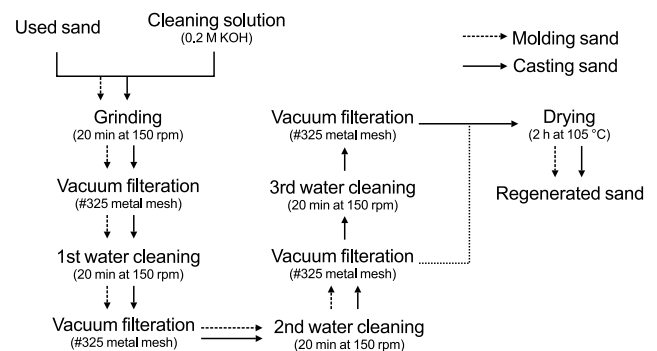 Used sand
Cleaning solution
(0.2 M KOH)
Grinding
(20 min at 150 rpm)
Vacuum filteration
(#325 metal mesh)
1st water cleaning
(20 min at 150 rpm)
Vacuum filteration
(#325 metal mesh)
2nd water cleaning
(20 min at 150 rpm)
Vacuum filteration
(#325 metal mesh)
3rd water cleaning
(20 min at 150 rpm)
Vacuum filteration
(#325 metal mesh)
Drying
(2 h at 105 °C)
Regenerated sand
Molding sand
Casting sand